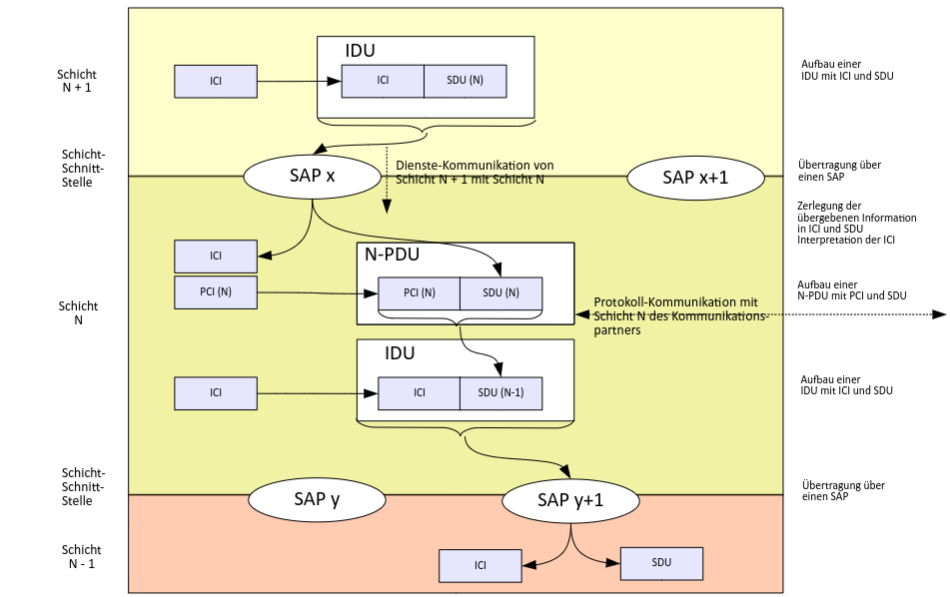 IDU
Schicht
N + 1
ICI
ICI
SDU (N)
Aufbau einer
IDU mit ICI und SDU
Schicht-
Schnitt-
Stelle
SAP x
Dienste-Kommunikation von
Schicht N + 1 mit Schicht N
SAP x+1
Übertragung über
einen SAP
Zerlegung der
übergebenen Information
in ICI und SDU
Interpretation der ICI
ICI
N-PDU
PCI (N)
PCI (N)
SDU (N)
Aufbau einer
N-PDU mit PCI und SDU
Schicht
N
Protokoll-Kommunikation mit
Schicht N des Kommunikations-
partners
IDU
ICI
ICI
SDU (N-1)
Aufbau einer
IDU mit ICI und SDU
Schicht-
Schnitt-
Stelle
SAP y
SAP y+1
Übertragung über
einen SAP
Schicht
N - 1
ICI
SDU